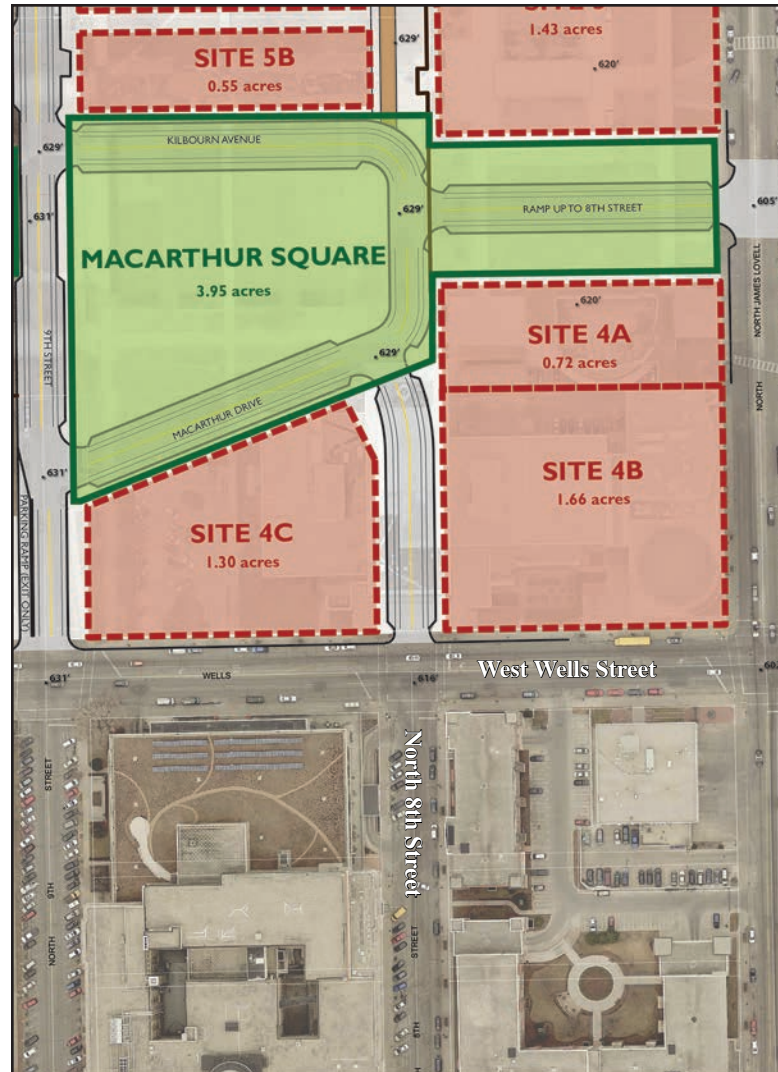 1.43 acres
629'
620'
SITE 5B
0.55 acres
KILBOURN AVENUE
629'
631'
629'
RAMP UP TO 8TH STREET
605'
MACARTHUR SQUARE
3.95 acres
620'
SITE 4A
0.72 acres
NORTH JAMES LOVELL
9TH STREET
629'
MACARTHUR DRIVE
NORTH
631'
SITE 4B
1.66 acres
SITE 4C
1.30 acres
PARKING RAMP (EXIT ONLY)
WELLS
West Wells Street
631'
616'
North 8th Street
STREET
9TH
NORTH
STREET
8TH